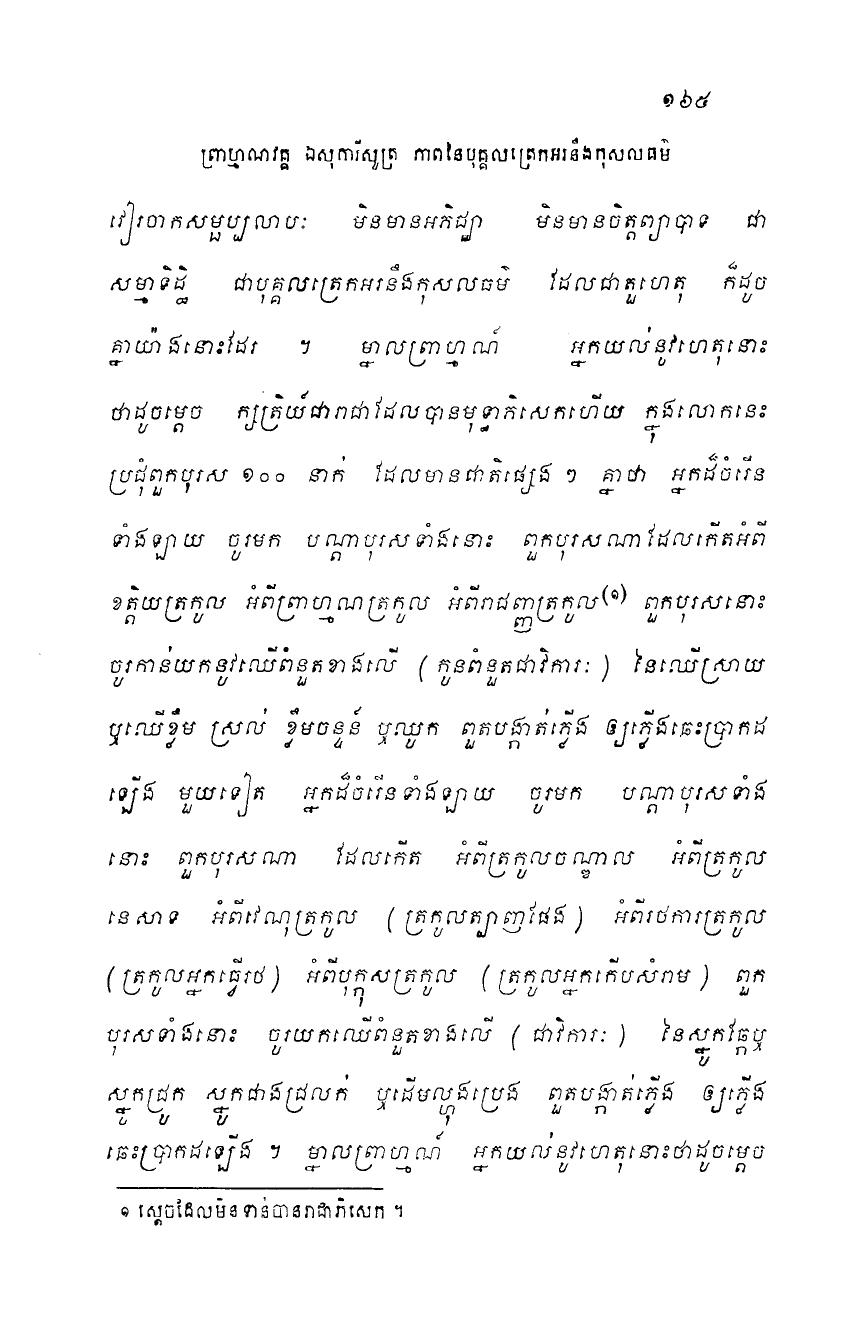 ១៦៥
ព្រាហ្មណវគ្គ ឯសុការីសូត្រ ភាពនៃបុគ្គលត្រេកអរនឹងកុសលធម៌
វៀរចាកសម្ផប្បលាបៈ មិនមានអភិជ្ឈា មិនមានចិត្តព្យាបាទ ជា
សម្មាទិដ្ឋិ ជាបុគ្គលត្រេកអរនឹងកុសលធម៌ ដែលជាតួហេតុ ក៏ដូច
គ្នាយ៉ាងនោះដែរ ។ ម្នាលព្រាហ្មណ៍ អ្នកយល់នូវហេតុនោះ
ថាដូចម្តេច ក្សត្រិយ៍ជារាជាដែលបានមុទ្ធាភិសេកហើយ ក្នុងលោកនេះ
ប្រជុំពួកបុរស ១០០ នាក់ ដែលមានជាតិផ្សេង ៗ គ្នាថា អ្នកដ៏ចំរើន
ទាំងឡាយ ចូរមក បណ្តាបុរសទាំងនោះ ពួកបុរសណាដែលកើតអំពី
ខត្តិយត្រកូល អំពីព្រាហ្មណត្រកូល អំពីរាជញ្ញត្រកូល(១) ពួកបុរសនោះ
ចូរកាន់យកនូវឈើពំនួតខាងលើ (កូនពំនួតជាវិការៈ) នៃឈើស្រាយ
ឬឈើខ្វឹម ស្រល់ ខ្វឹមចន្ទន៍ ឬឈូក ពួតបង្កាត់ភ្លើង ឲ្យភ្លើងឆេះប្រាកដ
ឡើង មួយទៀត អ្នកដ៏ចំរើនទាំងឡាយ ចូរមក បណ្តាបុរសទាំង
នោះ ពួកបុរសណា ដែលកើត អំពីត្រកូលចណ្ឌាល អំពីត្រកូល
នេសាទ អំពីវេណុត្រកូល (ត្រកូលត្បាញផែង) អំពីរថការត្រកូល
(ត្រកូលអ្នកធ្វើរថ) អំពីបុក្កុសត្រកូល (ត្រកូលអ្នកកើបសំរាម) ពួក
បុរសទាំងនោះ ចូរយកឈើពំនួតខាងលើ (ជាវិការៈ) នៃស្នូកឆ្កែឬ
ស្នូកជ្រូក ស្នូកជាងជ្រលក់ ឬដើមល្ហុងប្រេង ពួតបង្កាត់ភ្លើង ឲ្យភ្លើង
ឆេះប្រាកដឡើង ។ ម្នាលព្រាហ្មណ៍ អ្នកយល់នូវហេតុនោះថាដូចម្តេច
១ ស្តេចដែលមិនទាន់បានរាជាភិសេក ។